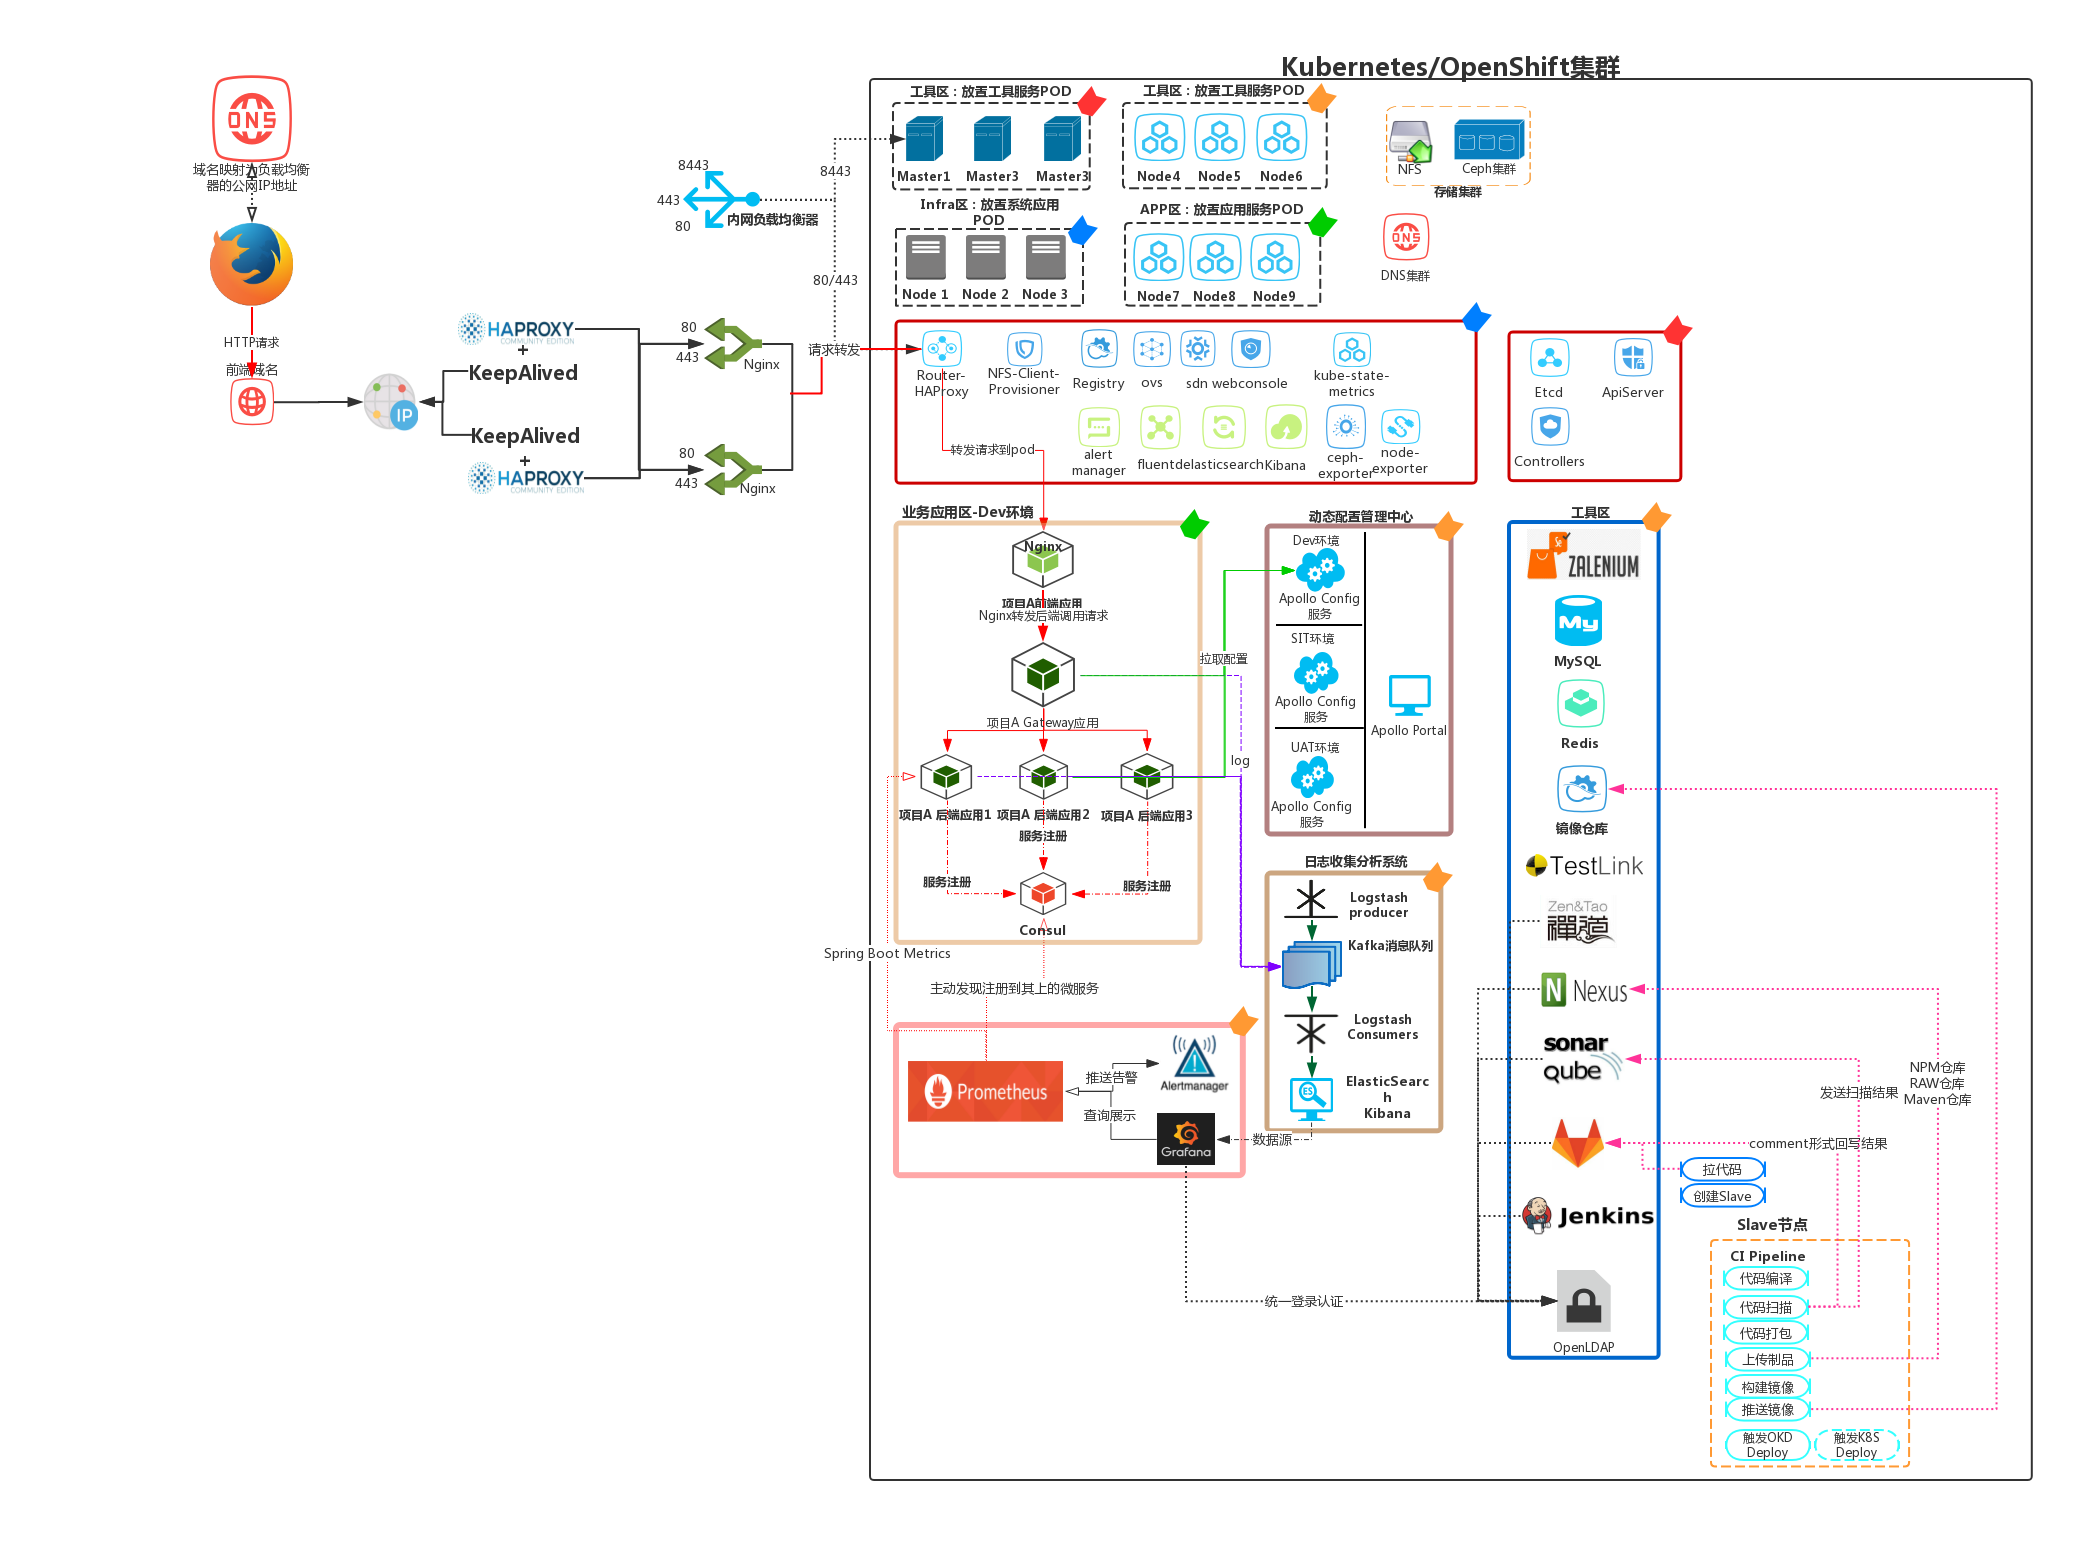 Kubernetes/OpenShift集群
DNS
域名映射为负载均衡
器的公网IP地址
HTTP请求
前端域名
IP
HAPROXY
COMMUNITY EDITION
+
KeepAlived
KeepAlived
+
HAPROXY
COMMUNITY EDITION
80
443
Nginx
80
443
Nginx
8443
443
80
内网负载均衡器
8443
80/443
请求转发
工具区：放置工具服务POD
Master1
Master3
Master3
工具区：放置工具服务POD
Node4
Node5
Node6
NFS
Ceph集群
存储集群
Infra区：放置系统应用
POD
Node 1
Node 2
Node 3
APP区：放置应用服务POD
Node7
Node8
Node9
DNS
DNS集群
Router-
HAProxy
NFS-Client-
Provisioner
Registry
ovs
sdn
webconsole
kube-state-
metrics
alert
manager
fluentd
elasticsearch
Kibana
ceph-
exporter
node-
exporter
Etcd
ApiServer
Controllers
转发请求到pod
业务应用区-Dev环境
Nginx
项目A前端应用
Nginx转发后端调用请求
项目A Gateway应用
项目A 后端应用1
项目A 后端应用2
项目A 后端应用3
服务注册
服务注册
服务注册
Consul
拉取配置
log
动态配置管理中心
Dev环境
Apollo Config
服务
SIT环境
Apollo Config
服务
UAT环境
Apollo Config
服务
Apollo Portal
日志收集分析系统
Logstash
producer
Kafka消息队列
Logstash
Consumers
ES
ElasticSearc
h
Kibana
Spring Boot Metrics
主动发现注册到其上的微服务
Prometheus
推送告警
查询展示
Alertmanager
Grafana
数据源
统一登录认证
工具区
Se
ZALENIUM
My
MySQL
Redis
镜像仓库
TestLink
Zen&Tao
禪道
N Nexus
sonar
qube
Jenkins
OpenLDAP
NPM仓库
RAW仓库
Maven仓库
发送扫描结果
comment形式回写结果
拉代码
创建Slave
Slave节点
CI Pipeline
代码编译
代码扫描
代码打包
上传制品
构建镜像
推送镜像
触发OKD
Deploy
触发K8S
Deploy